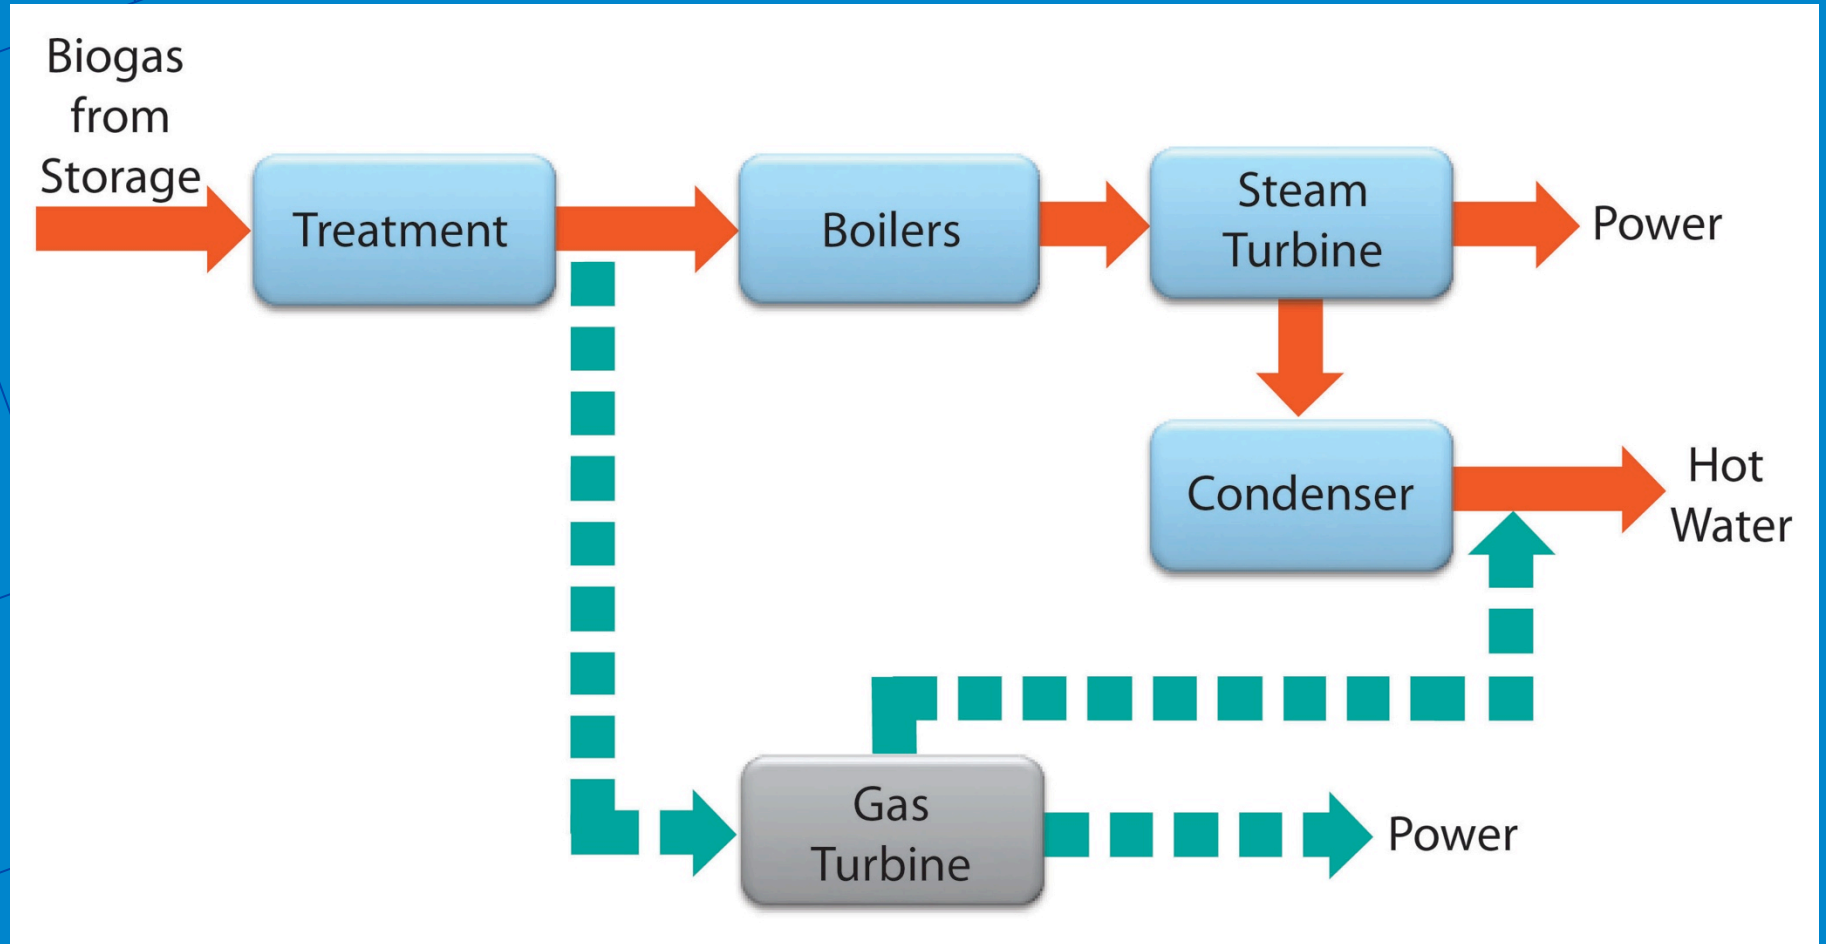 Biogas
from
Storage
Treatment
Boilers
Steam
Turbine
Power
Condenser
Hot
Water
Gas
Turbine
Power